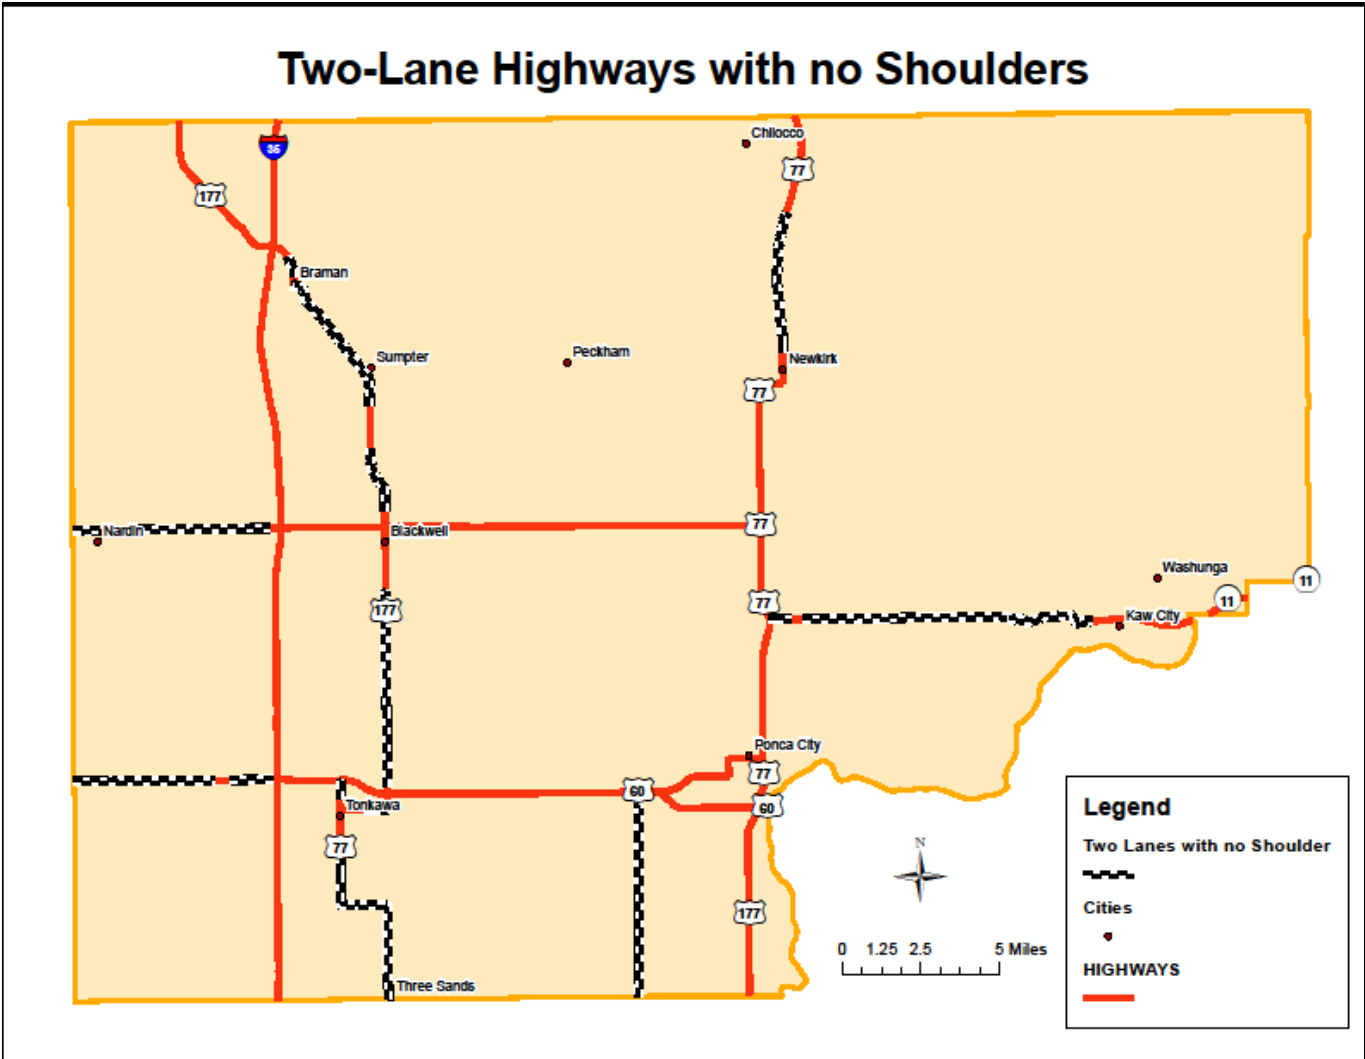 Two-Lane Highways with no Shoulders
Chilocco
35
77
177
Braman
Peckham
Sumpter
Newkirk
77
77
Nardin
Blackwell
Washunga
11
11
77
177
Kaw City
Ponca City
77
60
60
Tonkawa
77
177
Three Sands
N
0 1.25 2.5 5 Miles
Legend
Two Lanes with no Shoulder
Cities
HIGHWAYS